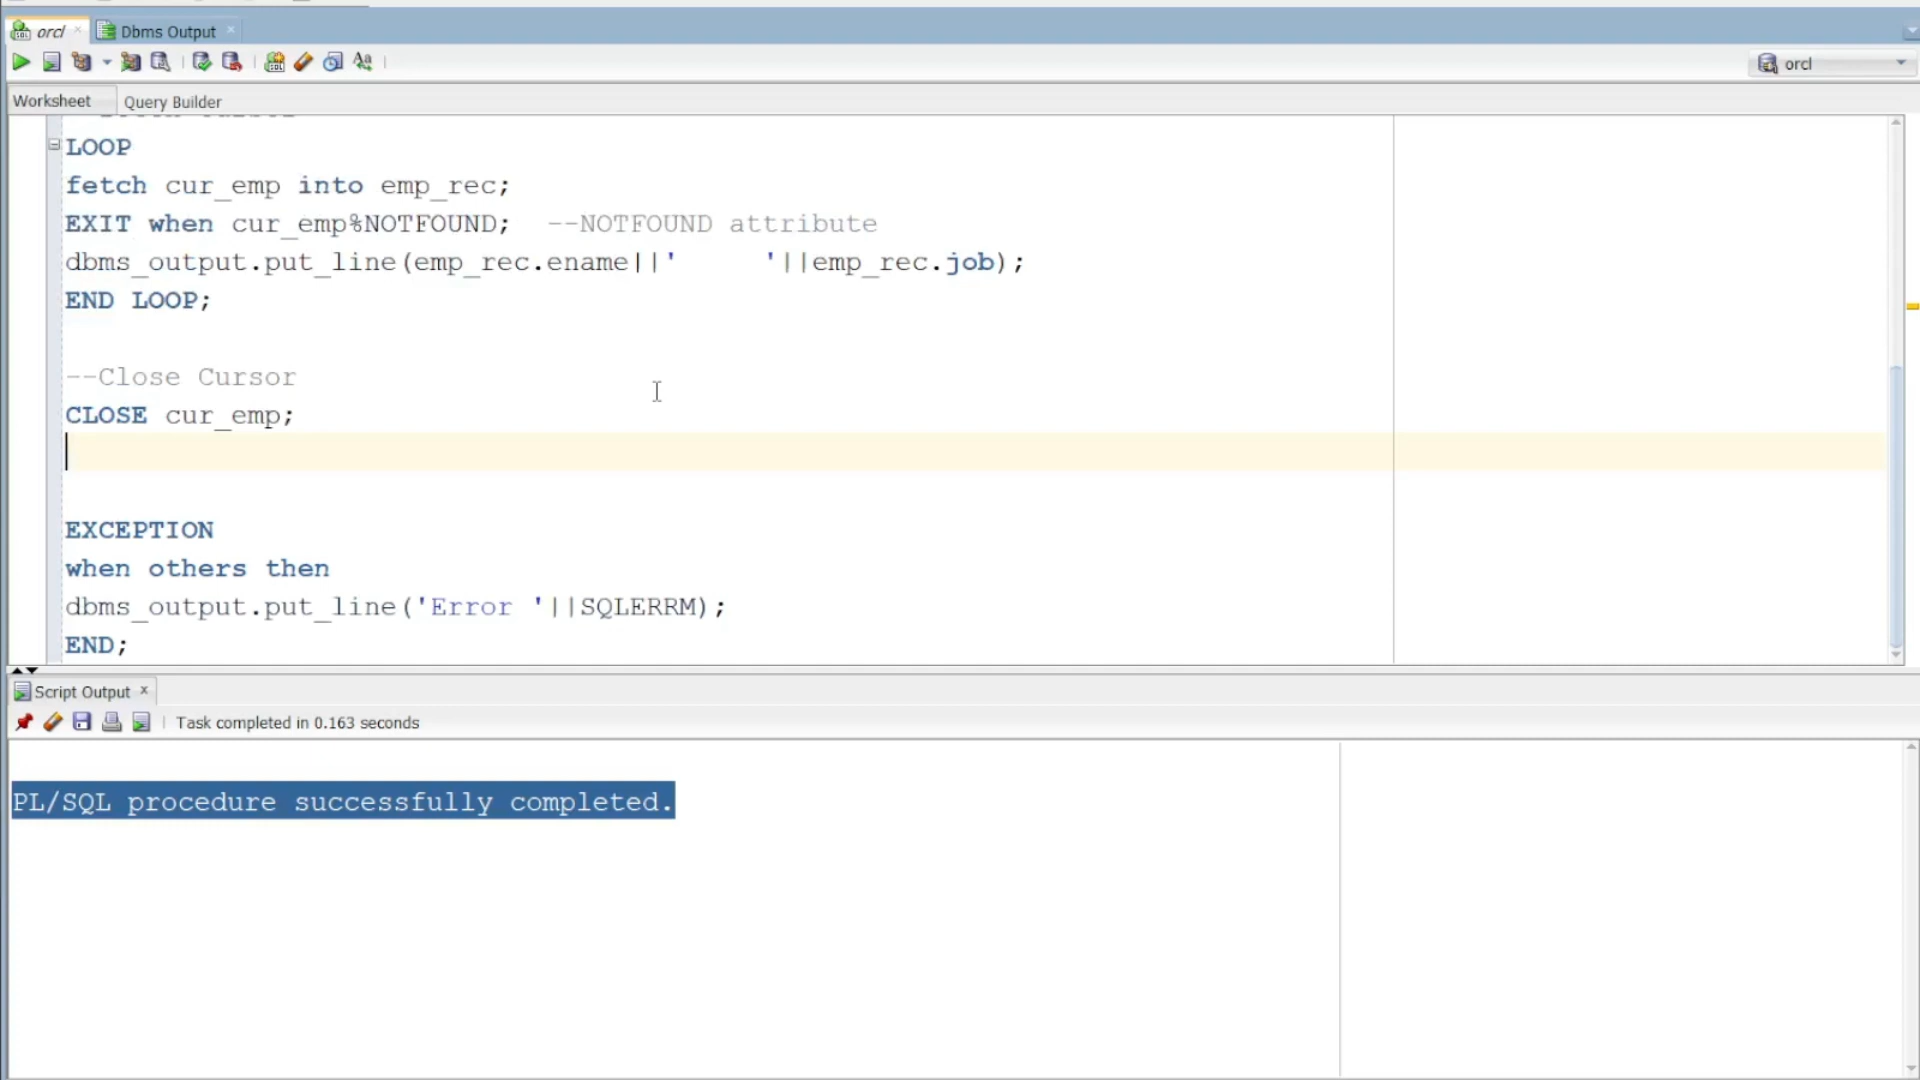 orcl
Dbms Output
orcl
Worksheet
Query Builder
LOOP
fetch cur_emp into emp_rec;
EXIT when cur_emp%NOTFOUND;  --NOTFOUND attribute
dbms_output.put_line(emp_rec.ename||'     '||emp_rec.job);
END LOOP;
--Close Cursor
CLOSE cur_emp;
EXCEPTION
when others then
dbms_output.put_line('Error '||SQLERRM);
END;
Script Output
Task completed in 0.163 seconds
PL/SQL procedure successfully completed.